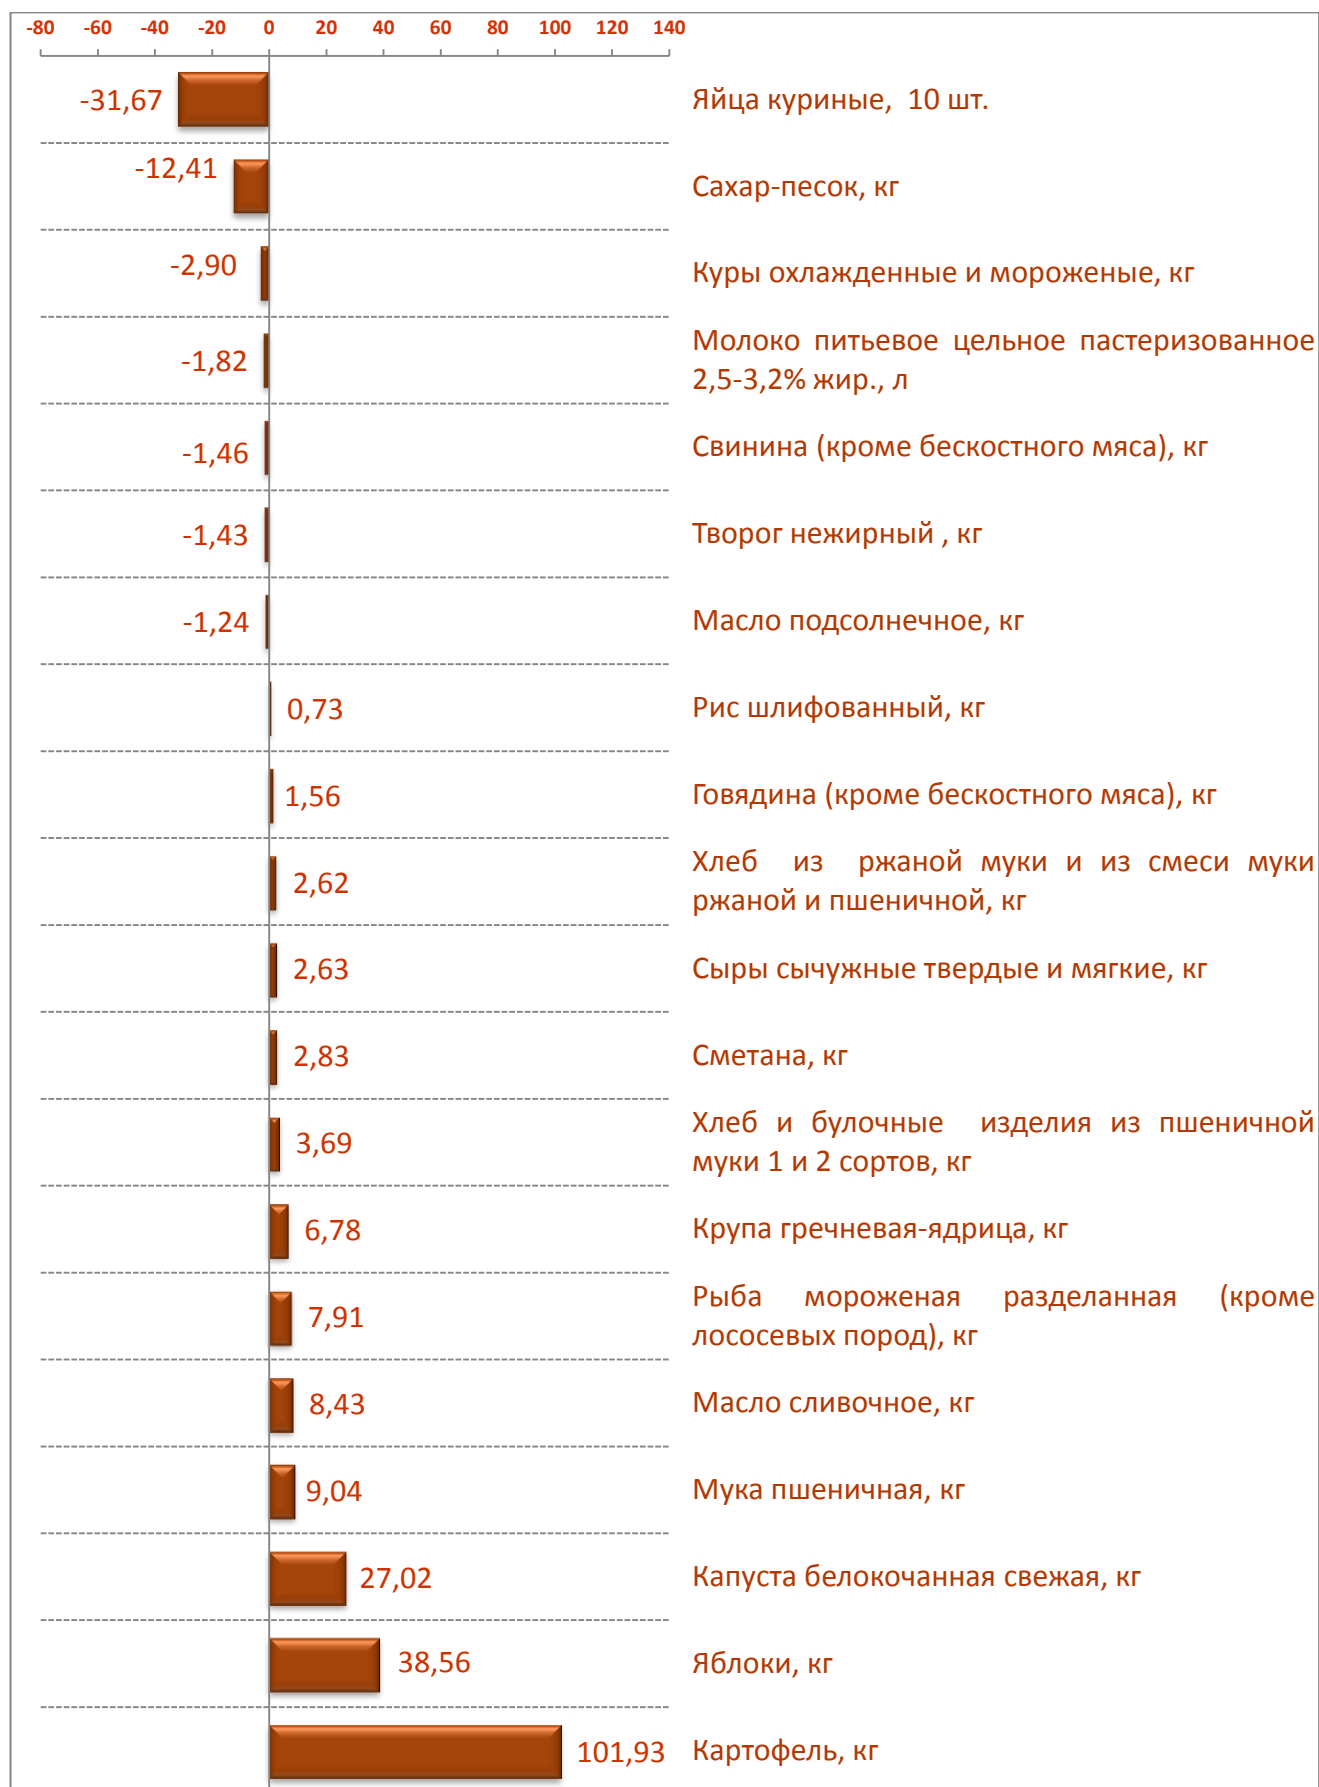 -80 -60 -40 -20 0 20 40 60 80 100 120 140
-31,67 Яйца куриные, 10 шт.
-12,41 Сахар-песок, кг
-2,90 Куры охлажденные и мороженые, кг
-1,82 Молоко питьевое цельное пастеризованное
2,5-3,2% жир., л
-1,46 Свинина (кроме бескостного мяса), кг
-1,43 Творог нежирный , кг
-1,24 Масло подсолнечное, кг
0,73 Рис шлифованный, кг
1,56 Говядина (кроме бескостного мяса), кг
2,62 Хлеб из ржаной муки и из смеси муки
ржаной и пшеничной, кг
2,63 Сыры сычужные твердые и мягкие, кг
2,83 Сметана, кг
3,69 Хлеб и булочные изделия из пшеничной
муки 1 и 2 сортов, кг
6,78 Крупа гречневая-ядрица, кг
7,91 Рыба мороженая разделанная (кроме
лососевых пород), кг
8,43 Масло сливочное, кг
9,04 Мука пшеничная, кг
27,02 Капуста белокочанная свежая, кг
38,56 Яблоки, кг
101,93 Картофель, кг